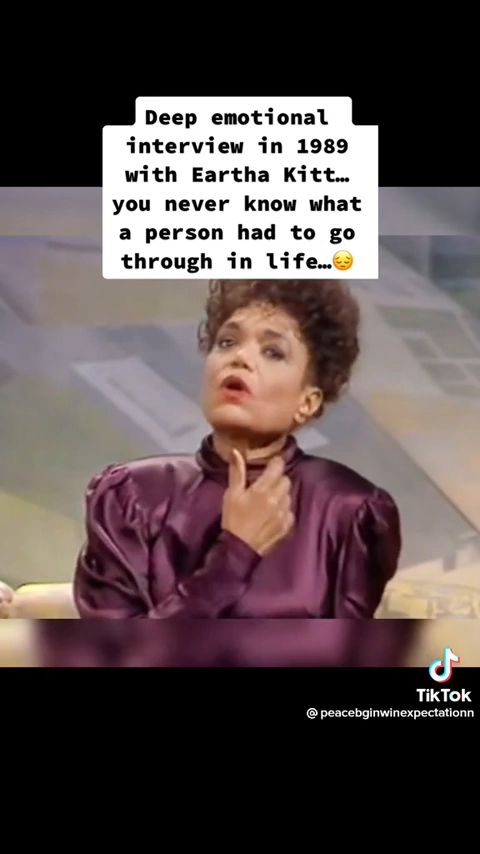 Deep emotional
interview in 1989
with Eartha Kitt…
you never know what
a person had to go
through in life…😔
TikTok
@peacebginwinexpectationn